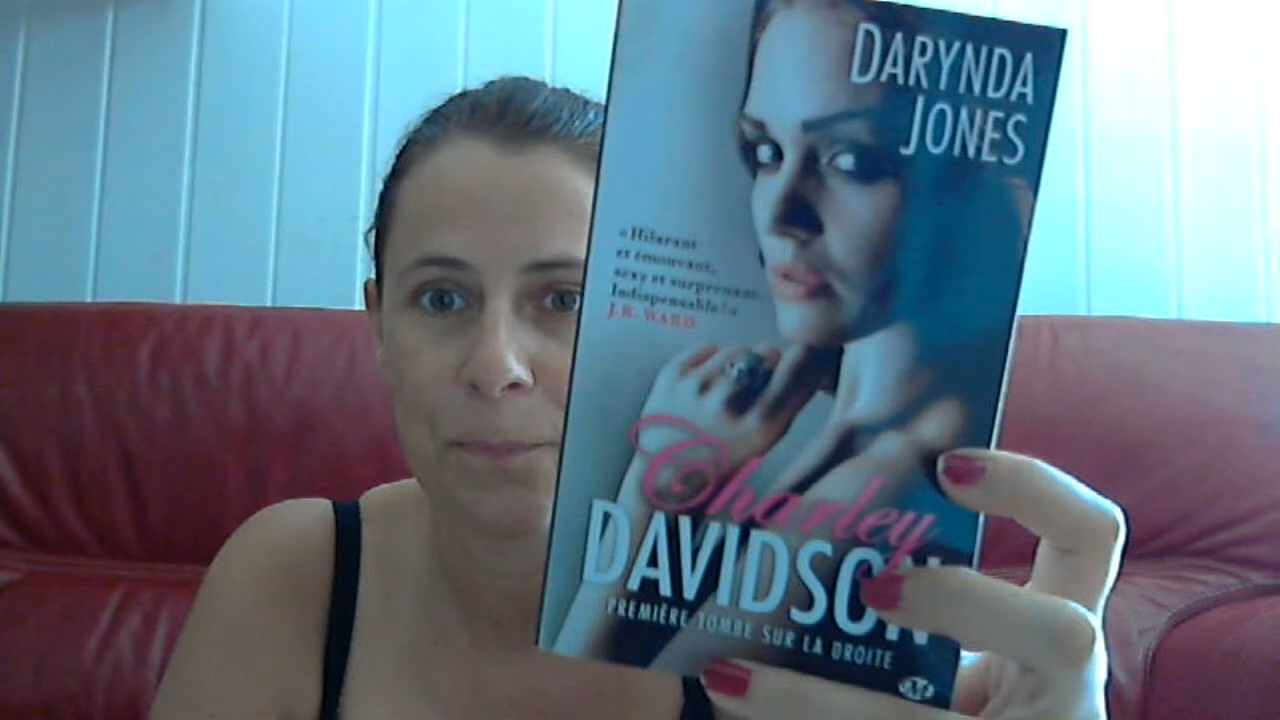 DARYNDA
JONES
« Hilarant
et émouvant,
sexy et surprenant.
Indispensable ! »
J.R. WARD
Charley
DAVIDSON
PREMIÈRE TOMBE SUR LA DROITE
M